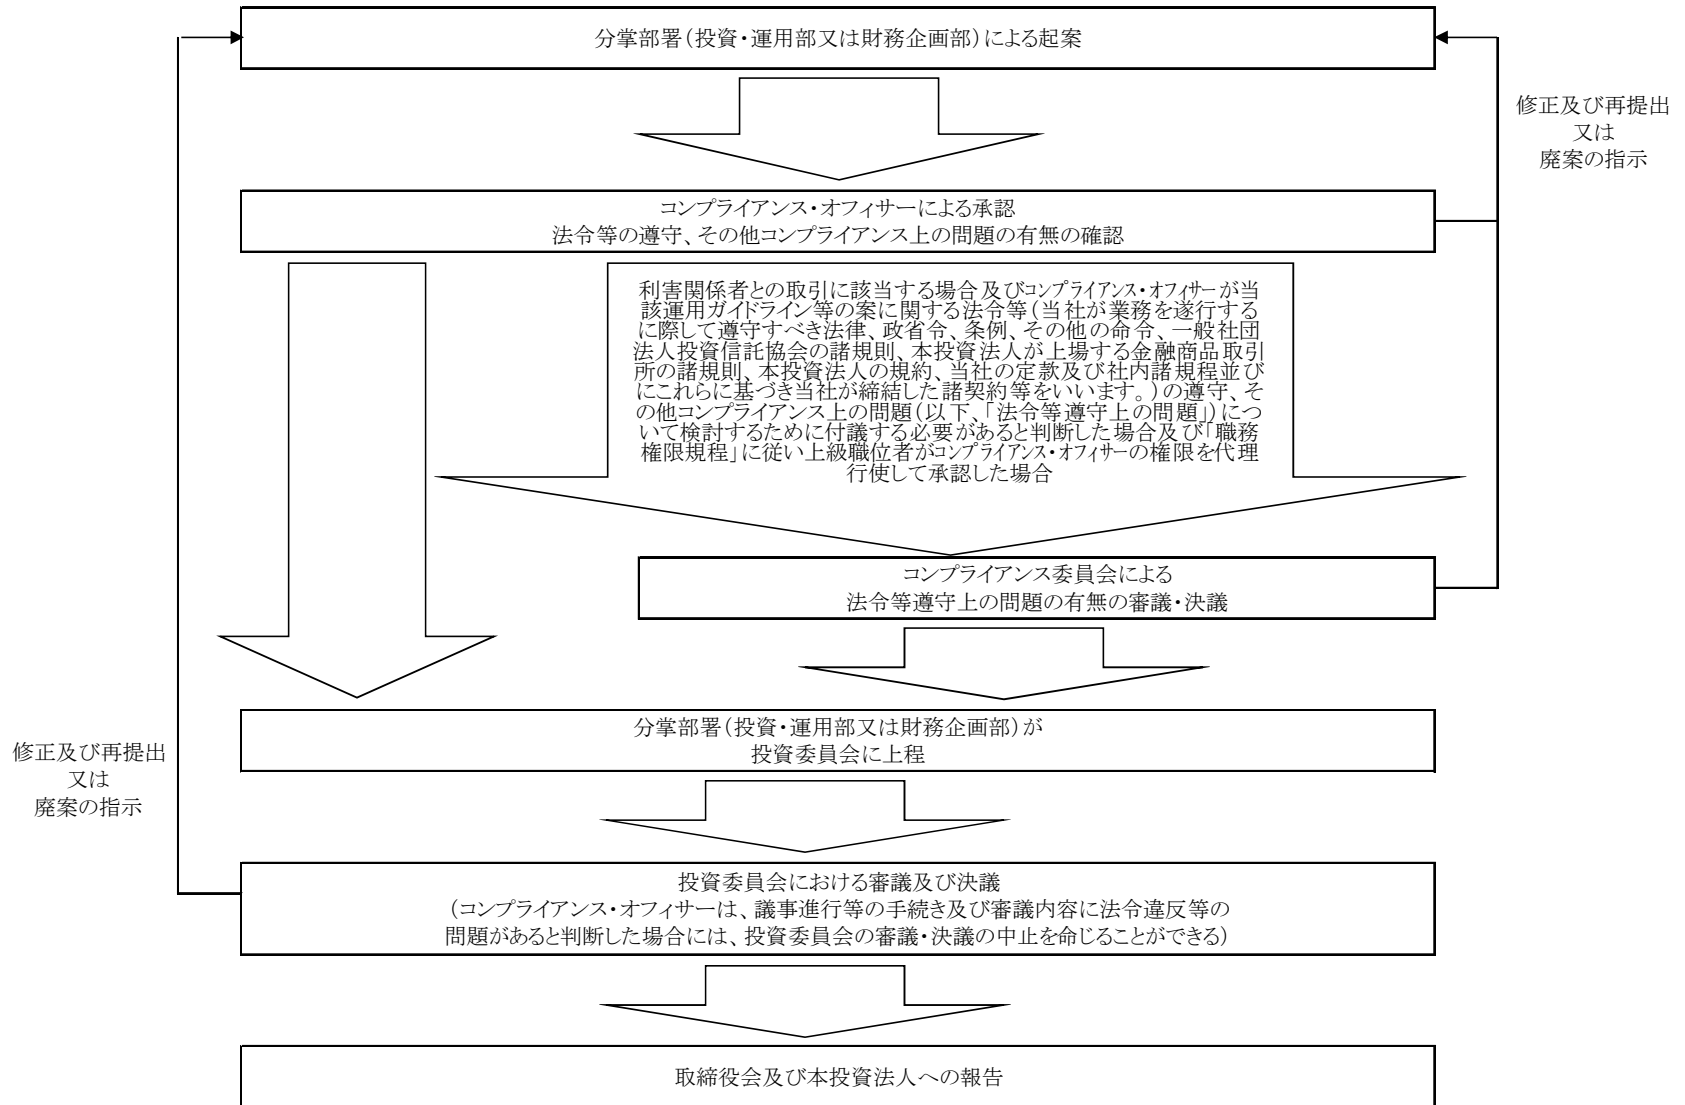 分掌部署（投資・運用部又は財務企画部）による起案
修正及び再提出
又は
廃案の指示
コンプライアンス・オフィサーによる承認
法令等の遵守、その他コンプライアンス上の問題の有無の確認
利害関係者との取引に該当する場合及びコンプライアンス・オフィサーが当
該運用ガイドライン等の案に関する法令等（当社が業務を遂行する
に際して遵守すべき法律、政省令、条例、その他の命令、一般社団
法人投資信託協会の諸規則、本投資法人が上場する金融商品取引
所の諸規則、本投資法人の規約、当社の定款及び社内諸規程並び
にこれらに基づき当社が締結した諸契約等をいいます。）の遵守、そ
の他コンプライアンス上の問題（以下、「法令等遵守上の問題」）につ
いて検討するために付議する必要があると判断した場合及び「職務
権限規程」に従い上級職位者がコンプライアンス・オフィサーの権限を代理
行使して承認した場合
コンプライアンス委員会による
法令等遵守上の問題の有無の審議・決議
分掌部署（投資・運用部又は財務企画部）が
投資委員会に上程
修正及び再提出
又は
廃案の指示
投資委員会における審議及び決議
（コンプライアンス・オフィサーは、議事進行等の手続き及び審議内容に法令違反等の
問題があると判断した場合には、投資委員会の審議・決議の中止を命じることができる）
取締役会及び本投資法人への報告